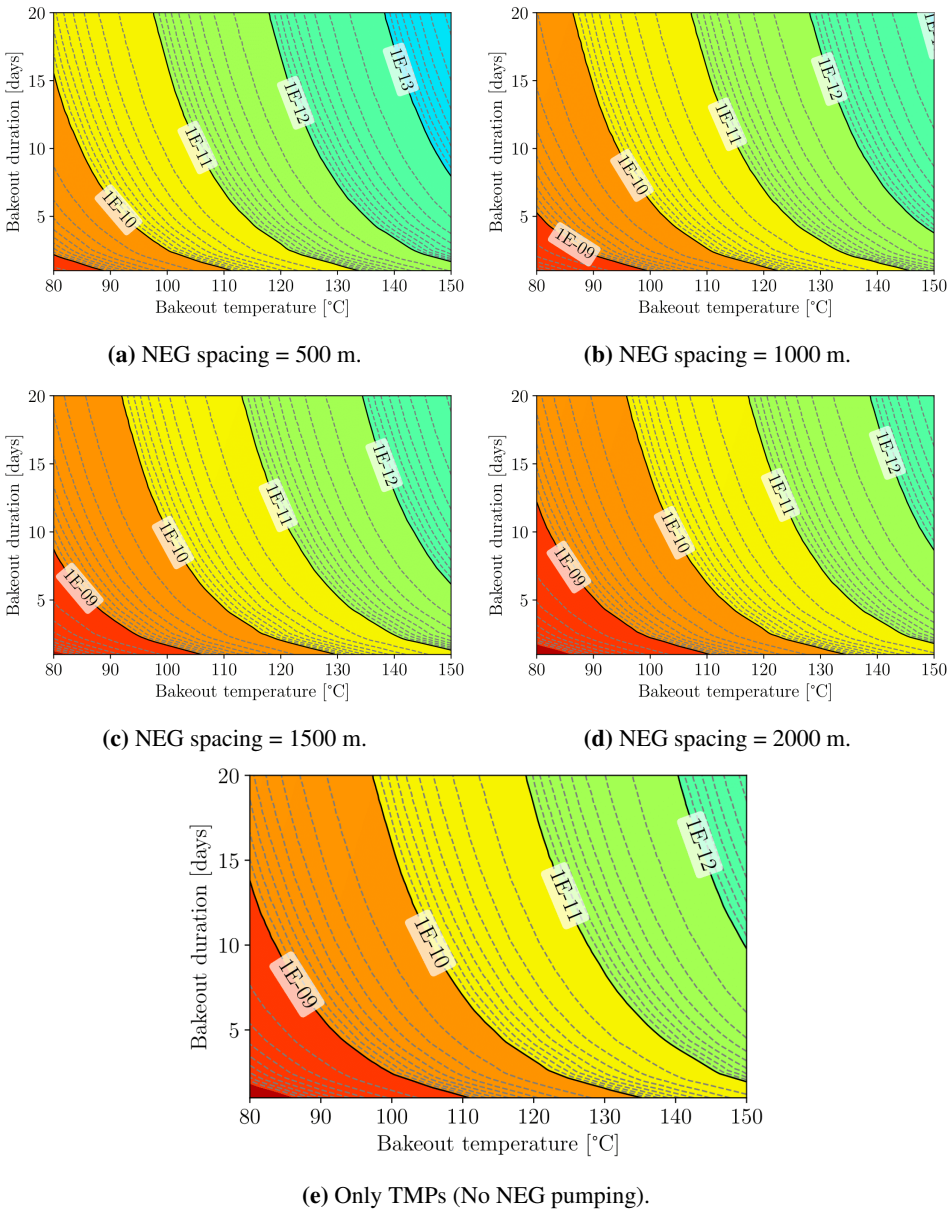 20
15
10
5
80 90 100 110 120 130 140 150
Bakeout duration [days]
Bakeout temperature [°C]
1E-10
1E-11
1E-12
1E-13
(a) NEG spacing = 500 m.
20
15
10
5
80 90 100 110 120 130 140 150
Bakeout duration [days]
Bakeout temperature [°C]
1E-09
1E-10
1E-11
1E-12
(b) NEG spacing = 1000 m.
20
15
10
5
80 90 100 110 120 130 140 150
Bakeout duration [days]
Bakeout temperature [°C]
1E-09
1E-10
1E-11
1E-12
(c) NEG spacing = 1500 m.
20
15
10
5
80 90 100 110 120 130 140 150
Bakeout duration [days]
Bakeout temperature [°C]
1E-09
1E-10
1E-11
1E-12
(d) NEG spacing = 2000 m.
20
15
10
5
80 90 100 110 120 130 140 150
Bakeout duration [days]
Bakeout temperature [°C]
1E-09
1E-10
1E-11
1E-12
(e) Only TMPs (No NEG pumping).